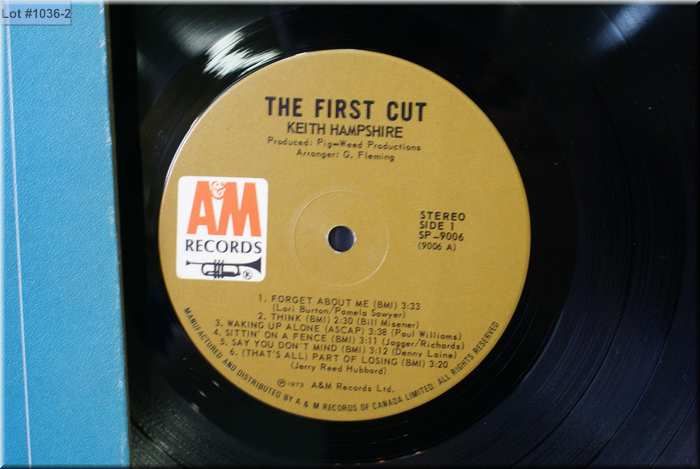 Lot #1036-2
THE FIRST CUT
KEITH HAMPSHIRE
Produced: Pig-Weed Productions
Arranger: G. Fleming
A&M
RECORDS
STEREO
SIDE 1
SP-9006
(9006 A)
1. FORGET ABOUT ME (BMI) 3:33
(Lori Burton/Pamela Sawyer)
2. THINK (BMI) 2:30 (Bill Misener)
3. WAKING UP ALONE (ASCAP) 3:38 (Paul Williams)
4. SITTIN' ON A FENCE (BMI) 3:11 (Jagger/Richards)
5. SAY YOU DON'T MIND (BMI) 3:12 (Denny Laine)
6. (THAT'S ALL) PART OF LOSING (BMI) 3:20
(Jerry Reed Hubbard)
℗ 1973 A&M Records Ltd.
MANUFACTURED AND DISTRIBUTED BY A & M RECORDS OF CANADA LIMITED. ALL RIGHTS RESERVED